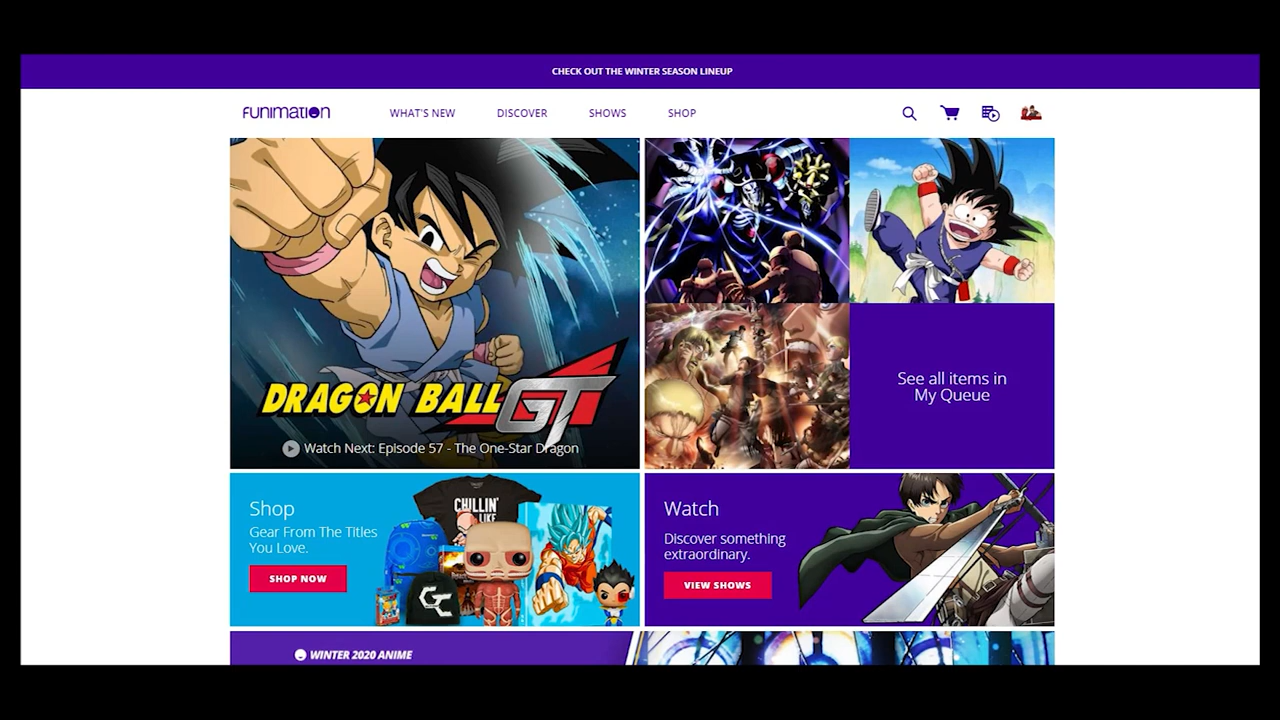 CHECK OUT THE WINTER SEASON LINEUP
FUNIMATION
WHAT'S NEW
DISCOVER
SHOWS
SHOP
DRAGON BALL GT
Watch Next: Episode 57 - The One-Star Dragon
See all items in
My Queue
Shop
Gear From The Titles
You Love.
SHOP NOW
CHILLIN'
LIKE
GC
Watch
Discover something
extraordinary.
VIEW SHOWS
WINTER 2020 ANIME